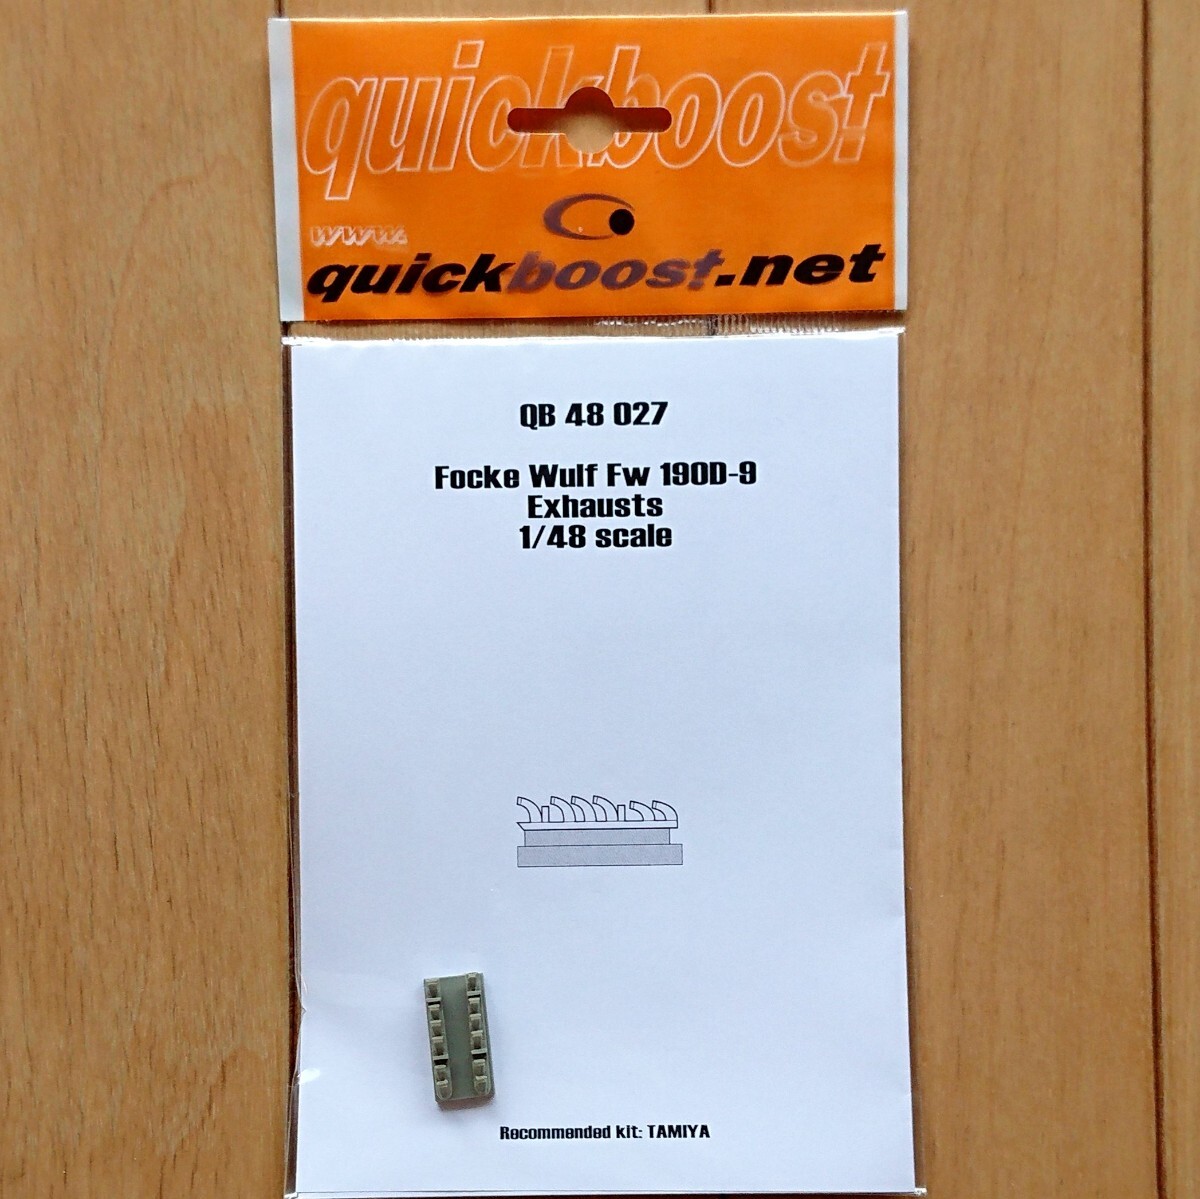 quickboost
www.
quickboost.net
QB 48 027
Focke Wulf Fw 190D-9
Exhausts
1/48 scale
Recommended kit: TAMIYA